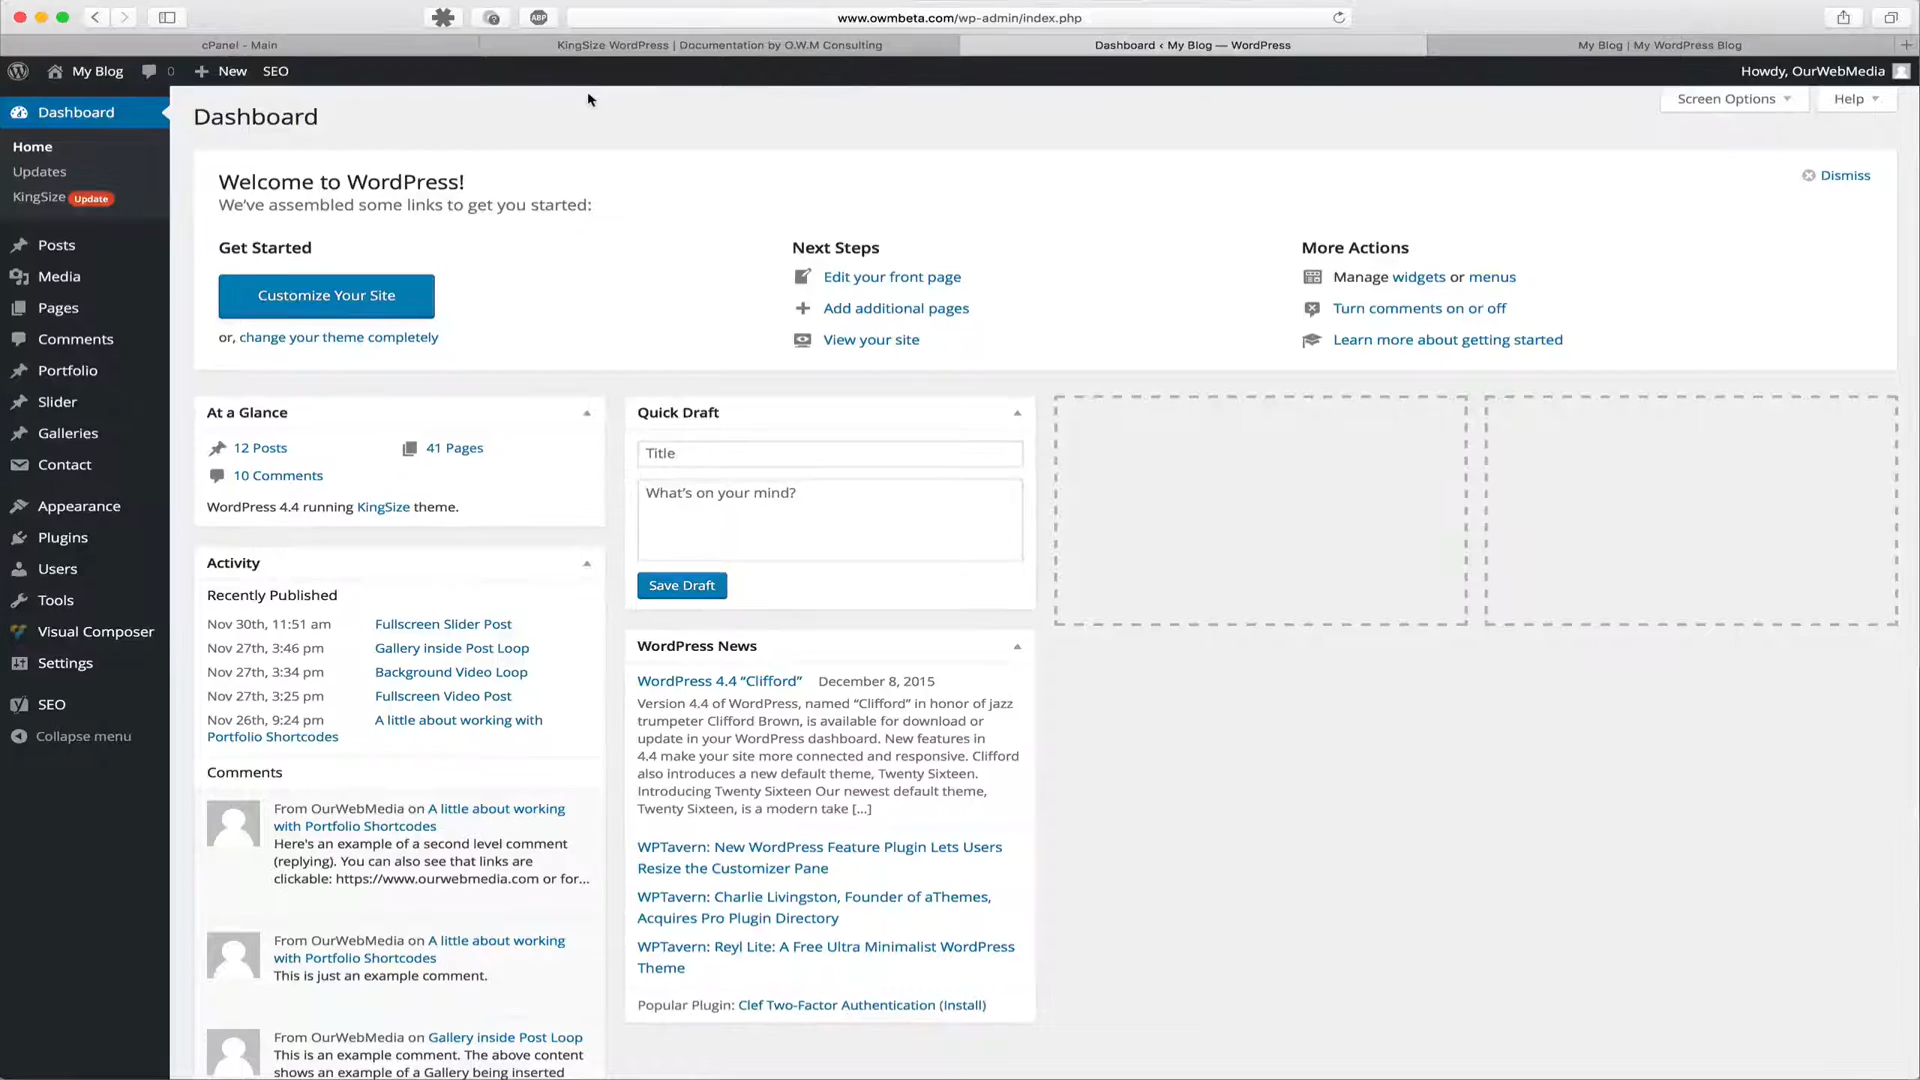 www.owmbeta.com/wp-admin/index.php
ABP
cPanel - Main
KingSize WordPress | Documentation by O.W.M Consulting
Dashboard ‹ My Blog — WordPress
My Blog | My WordPress Blog
My Blog
0
New
SEO
Howdy, OurWebMedia
Dashboard
Home
Updates
KingSize Update
Posts
Media
Pages
Comments
Portfolio
Slider
Galleries
Contact
Appearance
Plugins
Users
Tools
Visual Composer
Settings
SEO
Collapse menu
Dashboard
Screen Options
Help
Welcome to WordPress!
We've assembled some links to get you started:
Dismiss
Get Started
Customize Your Site
or, change your theme completely
Next Steps
Edit your front page
Add additional pages
View your site
More Actions
Manage widgets or menus
Turn comments on or off
Learn more about getting started
At a Glance
12 Posts
41 Pages
10 Comments
WordPress 4.4 running KingSize theme.
Activity
Recently Published
Nov 30th, 11:51 am Fullscreen Slider Post
Nov 27th, 3:46 pm Gallery inside Post Loop
Nov 27th, 3:34 pm Background Video Loop
Nov 27th, 3:25 pm Fullscreen Video Post
Nov 26th, 9:24 pm A little about working with
Portfolio Shortcodes
Comments
From OurWebMedia on A little about working
with Portfolio Shortcodes
Here's an example of a second level comment
(replying). You can also see that links are
clickable: https://www.ourwebmedia.com or for...
From OurWebMedia on A little about working
with Portfolio Shortcodes
This is just an example comment.
From OurWebMedia on Gallery inside Post Loop
This is an example comment. The above content
shows an example of a Gallery being inserted
Quick Draft
Title
What's on your mind?
Save Draft
WordPress News
WordPress 4.4 “Clifford” December 8, 2015
Version 4.4 of WordPress, named “Clifford” in honor of jazz
trumpeter Clifford Brown, is available for download or
update in your WordPress dashboard. New features in
4.4 make your site more connected and responsive. Clifford
also introduces a new default theme, Twenty Sixteen.
Introducing Twenty Sixteen Our newest default theme,
Twenty Sixteen, is a modern take [...]
WPTavern: New WordPress Feature Plugin Lets Users
Resize the Customizer Pane
WPTavern: Charlie Livingston, Founder of aThemes,
Acquires Pro Plugin Directory
WPTavern: Reyl Lite: A Free Ultra Minimalist WordPress
Theme
Popular Plugin: Clef Two-Factor Authentication (Install)